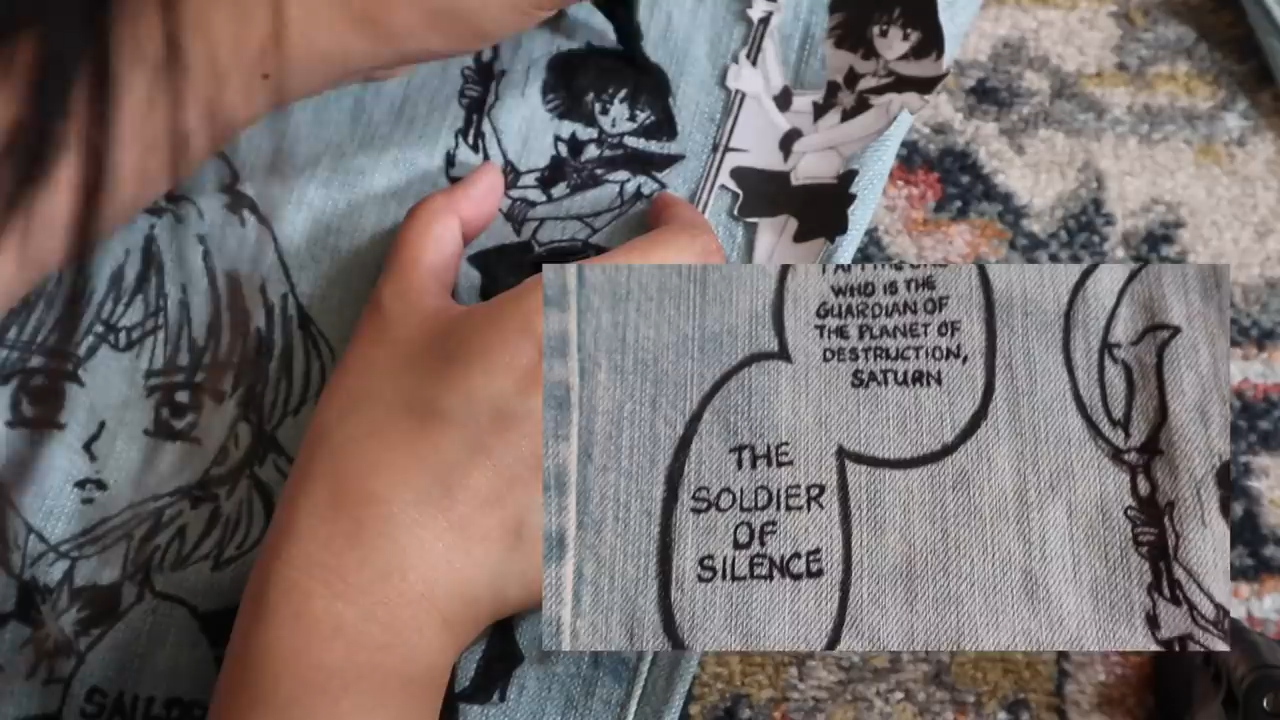 WHO IS THE
GUARDIAN OF
THE PLANET OF
DESTRUCTION,
SATURN
THE
SOLDIER
OF
SILENCE